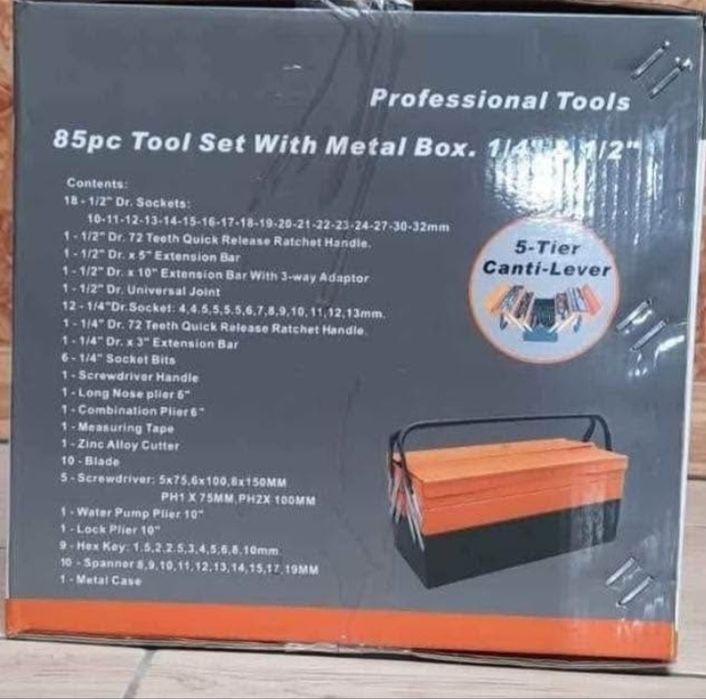 Professional Tools
85pc Tool Set With Metal Box. 1/4" & 1/2"
Contents:
18 - 1/2" Dr. Sockets:
10-11-12-13-14-15-16-17-18-19-20-21-22-23-24-27-30-32mm
1 - 1/2" Dr. 72 Teeth Quick Release Ratchet Handle.
1 - 1/2" Dr. x 5" Extension Bar
1 - 1/2" Dr. x 10" Extension Bar With 3-way Adaptor
1 - 1/2" Dr. Universal Joint
12 - 1/4"Dr.Socket: 4,4.5,5,5.5,6,7,8,9,10,11,12,13mm.
1 - 1/4" Dr. 72 Teeth Quick Release Ratchet Handle.
1 - 1/4" Dr. x 3" Extension Bar
6 - 1/4" Socket Bits
1 - Screwdriver Handle
1 - Long Nose plier 6"
1 - Combination Plier 6"
1 - Measuring Tape
1 - Zinc Alloy Cutter
10 - Blade
5 - Screwdriver: 5x75,6x100,8x150MM
PH1 X 75MM,PH2X 100MM
1 - Water Pump Plier 10"
1 - Lock Plier 10"
9 - Hex Key: 1.5,2,2.5,3,4,5,6,8,10mm
10 - Spanner 8,9,10,11,12,13,14,15,17,19MM
1 - Metal Case
5-Tier
Canti-Lever